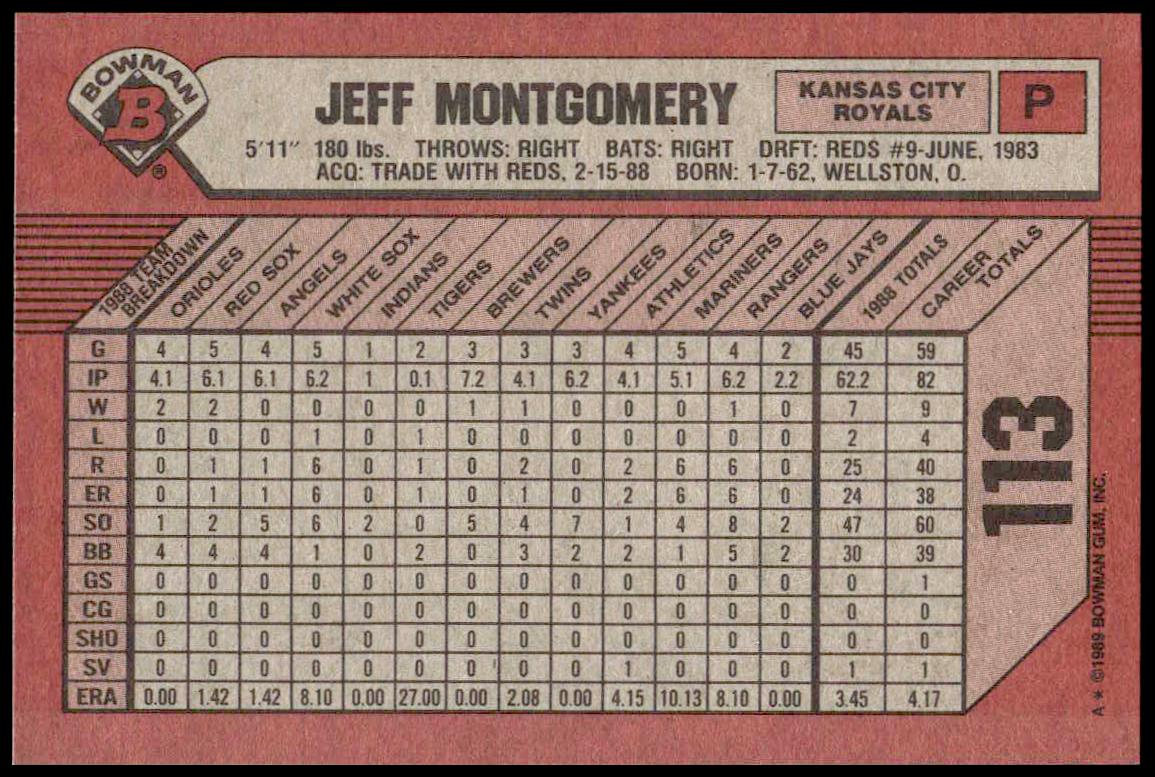 BOWMAN
B
®
JEFF MONTGOMERY
KANSAS CITY
ROYALS
P
5'11" 180 lbs. THROWS: RIGHT BATS: RIGHT DRFT: REDS #9-JUNE, 1983
ACQ: TRADE WITH REDS, 2-15-88 BORN: 1-7-62, WELLSTON, O.
1988 TEAM BREAKDOWN ORIOLES RED SOX ANGELS WHITE SOX INDIANS TIGERS BREWERS TWINS YANKEES ATHLETICS MARINERS RANGERS BLUE JAYS 1988 TOTALS CAREER TOTALS
G 4 5 4 5 1 2 3 3 3 4 5 4 2 45 59
IP 4.1 6.1 6.1 6.2 1 0.1 7.2 4.1 6.2 4.1 5.1 6.2 2.2 62.2 82
W 2 2 0 0 0 0 1 1 0 0 0 1 0 7 9
L 0 0 0 1 0 1 0 0 0 0 0 0 0 2 4
R 0 1 1 6 0 1 0 2 0 2 6 6 0 25 40
ER 0 1 1 6 0 1 0 1 0 2 6 6 0 24 38
SO 1 2 5 6 2 0 5 4 7 1 4 8 2 47 60
BB 4 4 4 1 0 2 0 3 2 2 1 5 2 30 39
GS 0 0 0 0 0 0 0 0 0 0 0 0 0 0 1
CG 0 0 0 0 0 0 0 0 0 0 0 0 0 0 0
SHO 0 0 0 0 0 0 0 0 0 0 0 0 0 0 0
SV 0 0 0 0 0 0 0 0 0 1 0 0 0 1 1
ERA 0.00 1.42 1.42 8.10 0.00 27.00 0.00 2.08 0.00 4.15 10.13 8.10 0.00 3.45 4.17
113
A * ©1989 BOWMAN GUM, INC.